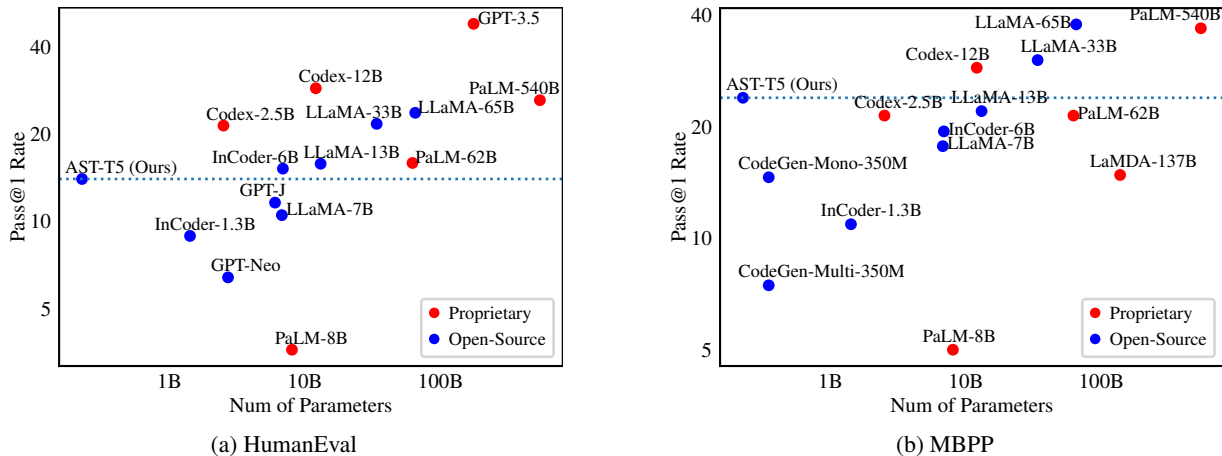 GPT-3.5
40
Codex-12B
PaLM-540B
LLaMA-33B
LLaMA-65B
Codex-2.5B
20
InCoder-6B
LLaMA-13B
PaLM-62B
AST-T5 (Ours)
GPT-J
LLaMA-7B
10
InCoder-1.3B
GPT-Neo
5
PaLM-8B
Proprietary
Open-Source
Pass@1 Rate
1B
10B
100B
Num of Parameters
(a) HumanEval
40
LLaMA-65B
PaLM-540B
Codex-12B
LLaMA-33B
AST-T5 (Ours)
Codex-2.5B
LLaMA-13B
PaLM-62B
20
InCoder-6B
LLaMA-7B
CodeGen-Mono-350M
LaMDA-137B
InCoder-1.3B
10
CodeGen-Multi-350M
PaLM-8B
5
Proprietary
Open-Source
Pass@1 Rate
1B
10B
100B
Num of Parameters
(b) MBPP